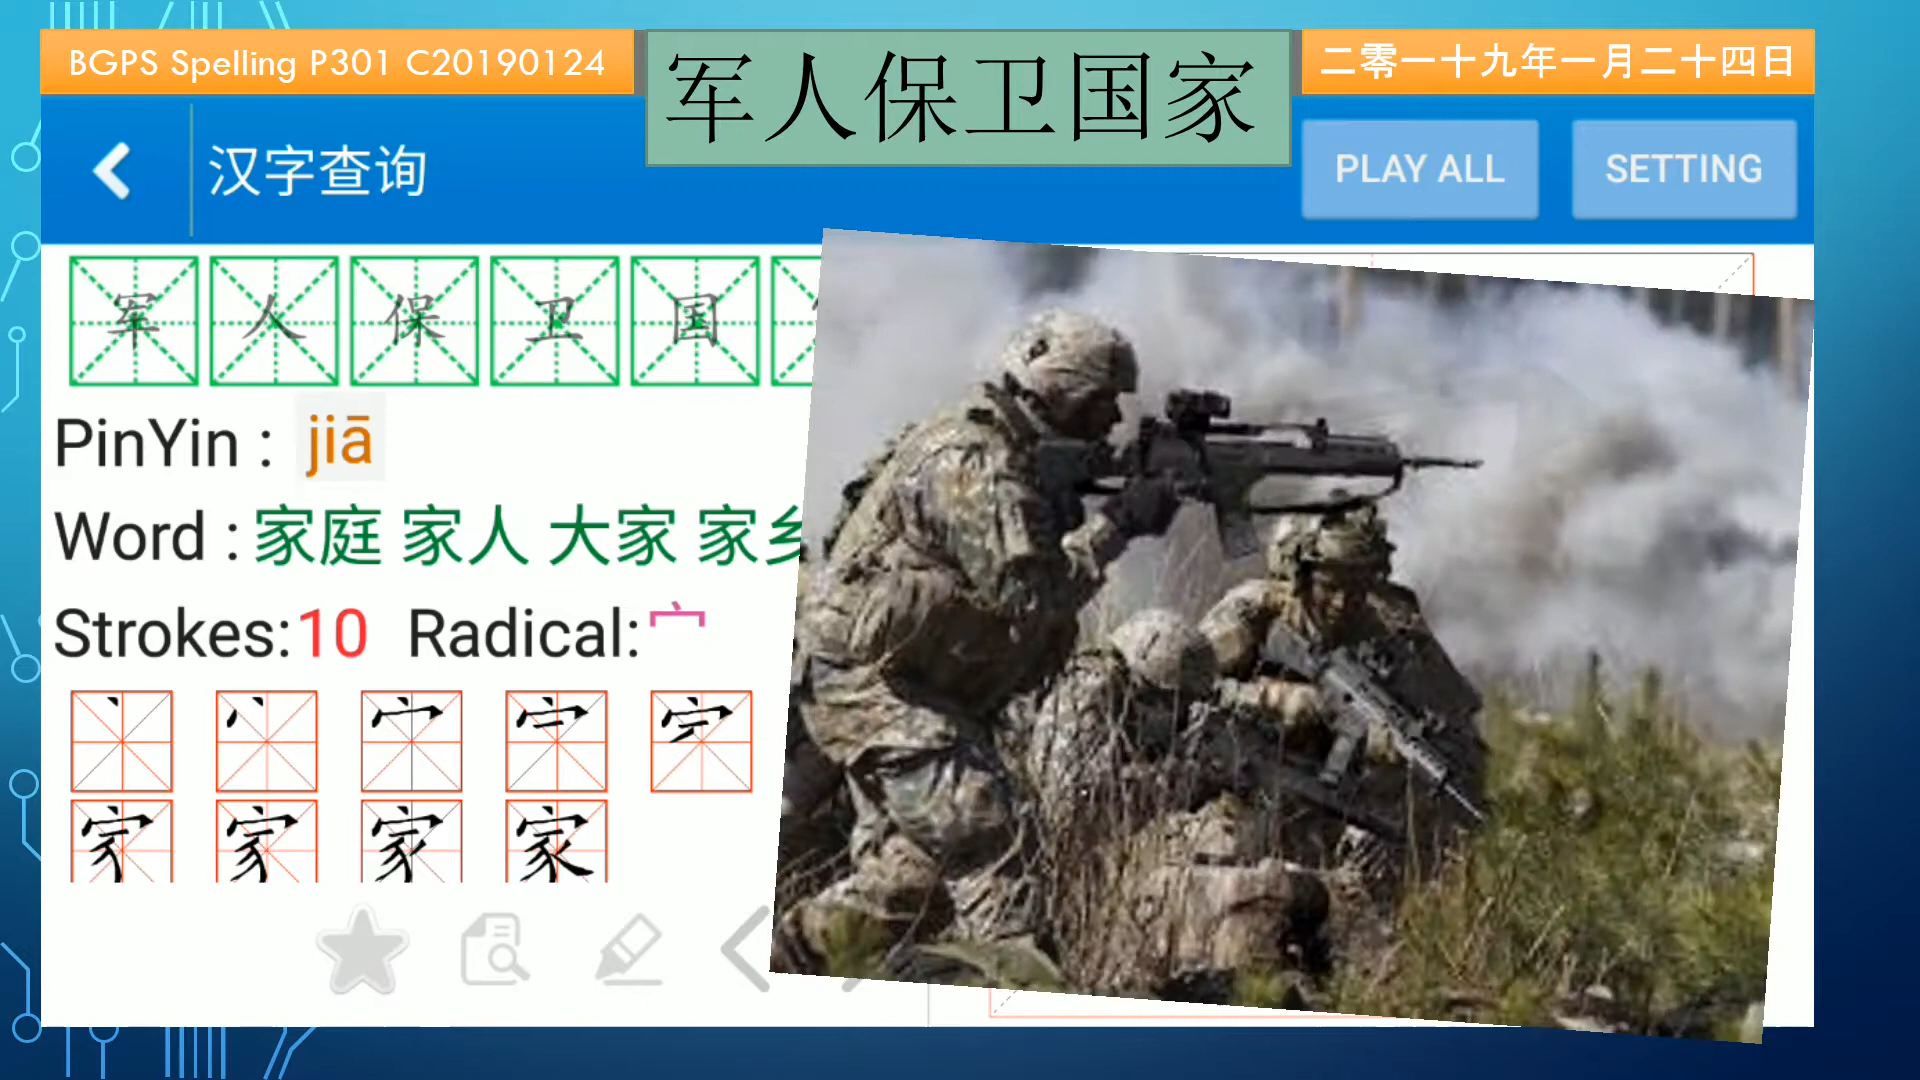 BGPS Spelling P301 C20190124
军人保卫国家
二零一十九年一月二十四日
汉字查询
PLAY ALL
SETTING
军 人 保 卫 国
PinYin : jiā
Word : 家庭 家人 大家 家乡
Strokes:10 Radical:宀